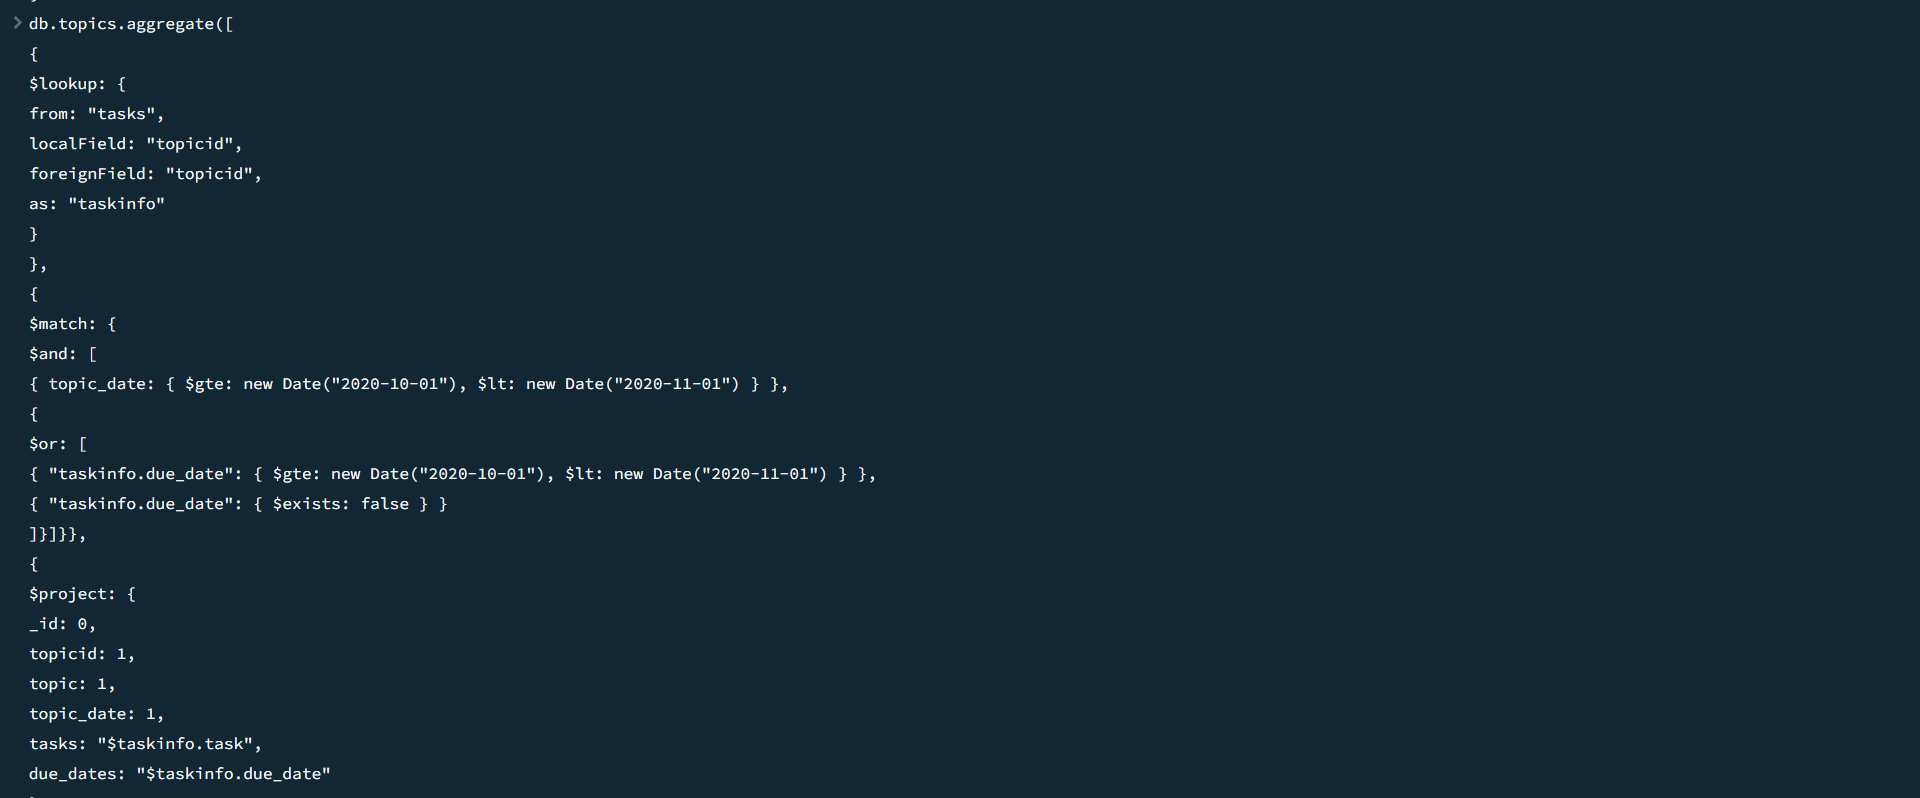 db.topics.aggregate([
{
$lookup: {
from: "tasks",
localField: "topicid",
foreignField: "topicid",
as: "taskinfo"
}
},
{
$match: {
$and: [
{ topic_date: { $gte: new Date("2020-10-01"), $lt: new Date("2020-11-01") } },
{
$or: [
{ "taskinfo.due_date": { $gte: new Date("2020-10-01"), $lt: new Date("2020-11-01") } },
{ "taskinfo.due_date": { $exists: false } }
]}]}},
{
$project: {
_id: 0,
topicid: 1,
topic: 1,
topic_date: 1,
tasks: "$taskinfo.task",
due_dates: "$taskinfo.due_date"